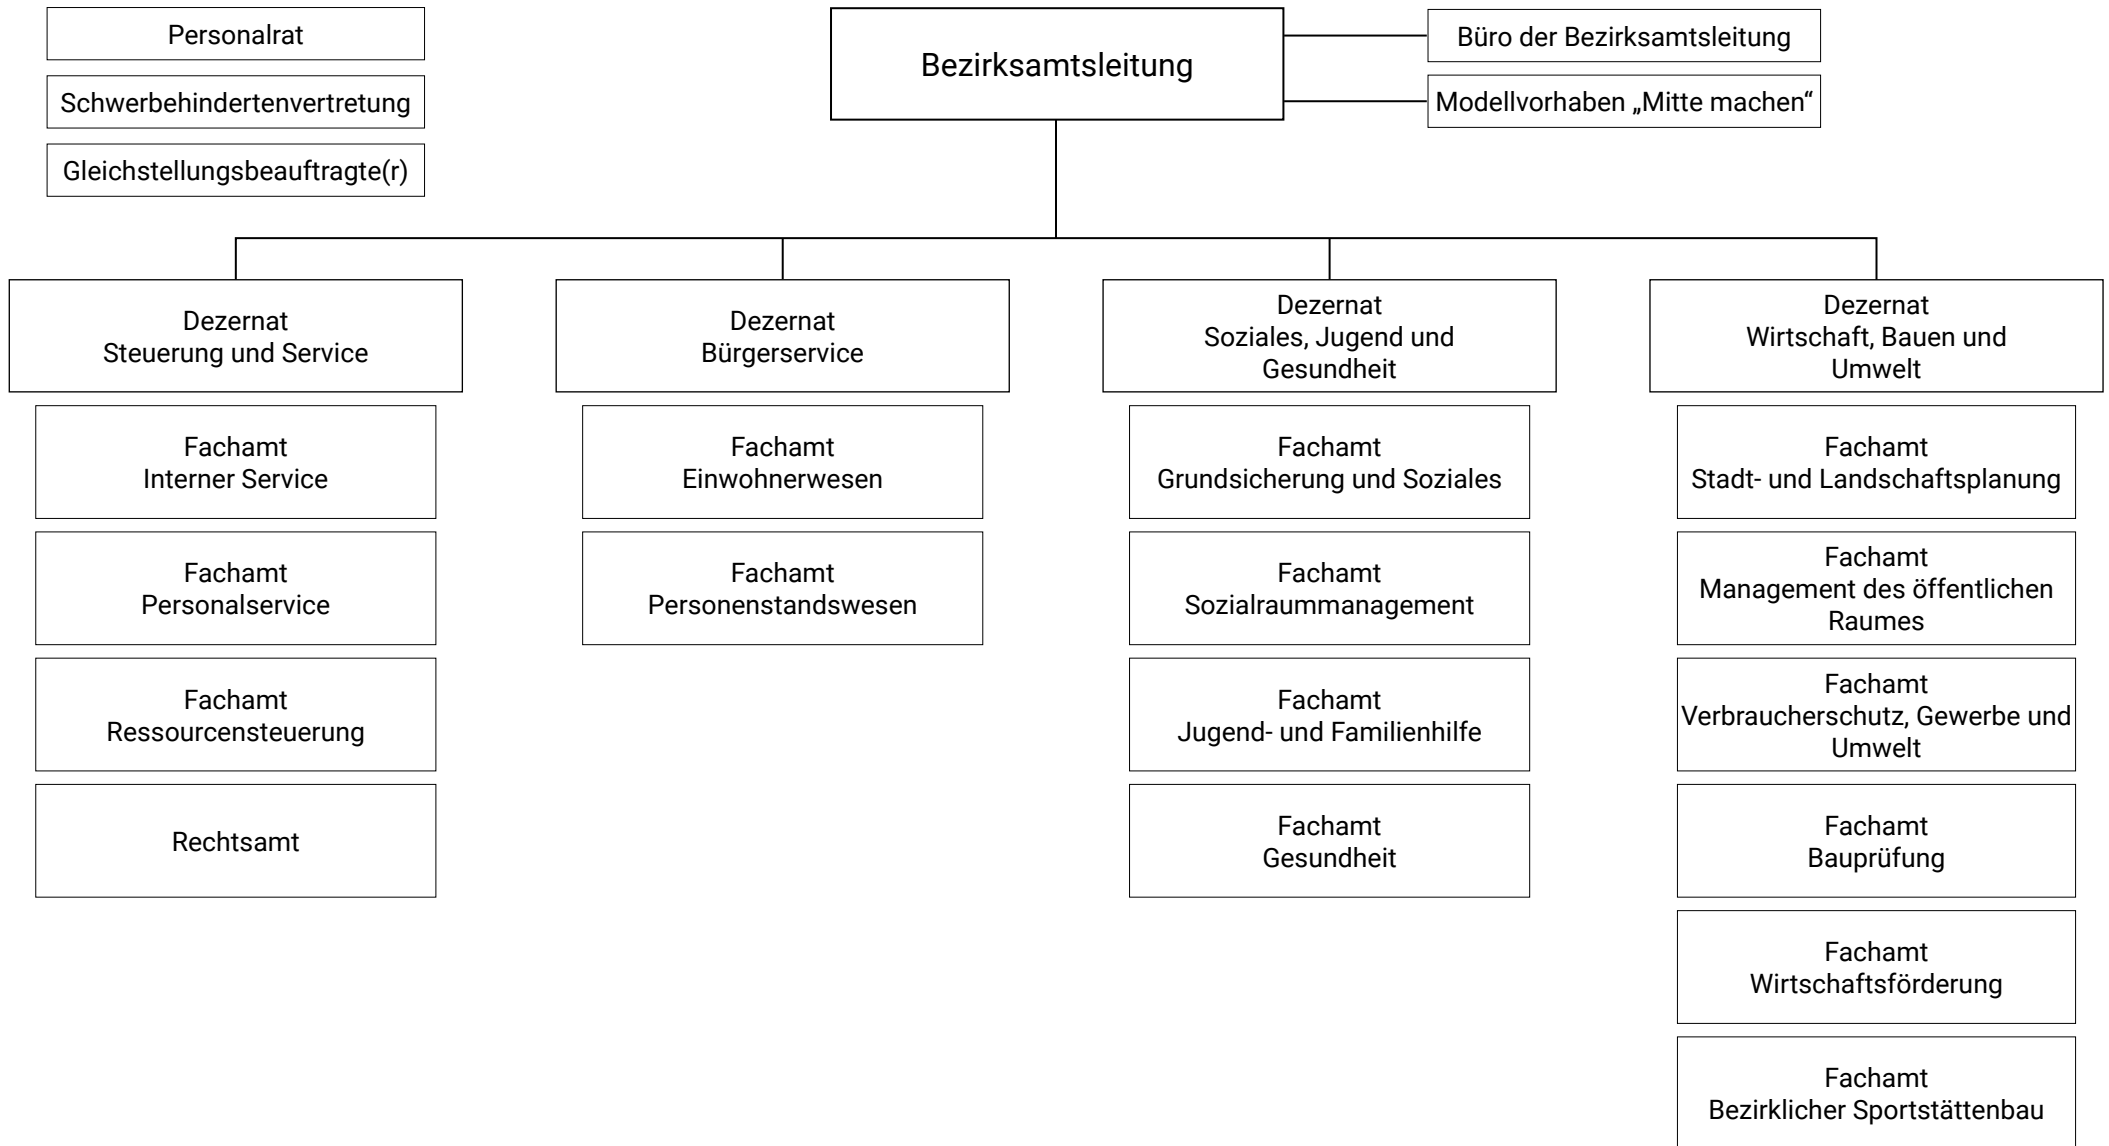 Personalrat
Schwerbehindertenvertretung
Gleichstellungsbeauftragte(r)
Bezirksamtsleitung
Büro der Bezirksamtsleitung
Modellvorhaben „Mitte machen“
Dezernat
Steuerung und Service
Fachamt
Interner Service
Fachamt
Personalservice
Fachamt
Ressourcensteuerung
Rechtsamt
Dezernat
Bürgerservice
Fachamt
Einwohnerwesen
Fachamt
Personenstandswesen
Dezernat
Soziales, Jugend und
Gesundheit
Fachamt
Grundsicherung und Soziales
Fachamt
Sozialraummanagement
Fachamt
Jugend- und Familienhilfe
Fachamt
Gesundheit
Dezernat
Wirtschaft, Bauen und
Umwelt
Fachamt
Stadt- und Landschaftsplanung
Fachamt
Management des öffentlichen
Raumes
Fachamt
Verbraucherschutz, Gewerbe und
Umwelt
Fachamt
Bauprüfung
Fachamt
Wirtschaftsförderung
Fachamt
Bezirklicher Sportstättenbau